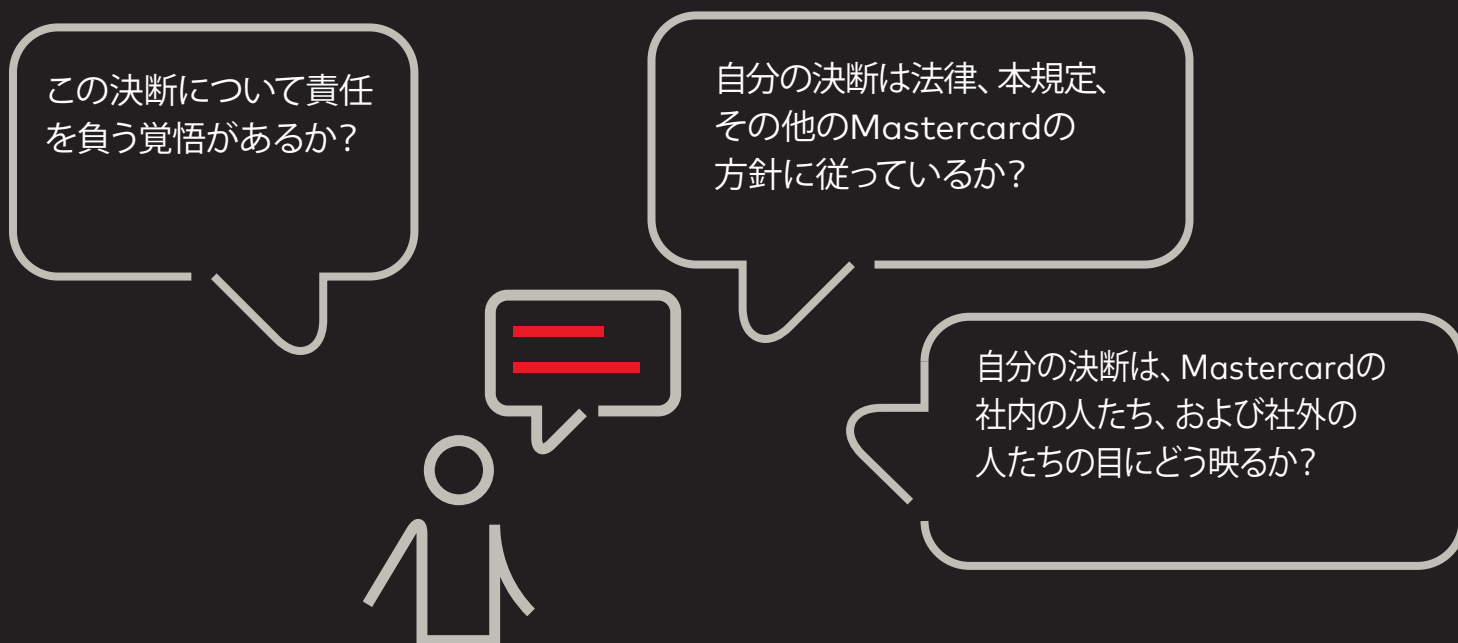 この決断について責任
を負う覚悟があるか?
自分の決断は法律、本規定、
その他のMastercardの
方針に従っているか?
自分の決断は、Mastercardの
社内の人たち、および社外の
人たちの目にどう映るか?